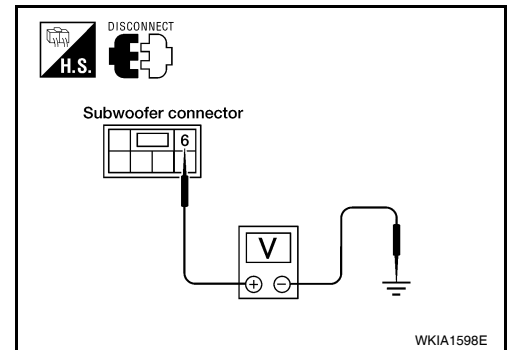 DISCONNECT
H.S.
Subwoofer connector
6
V
+ −
WKIA1598E